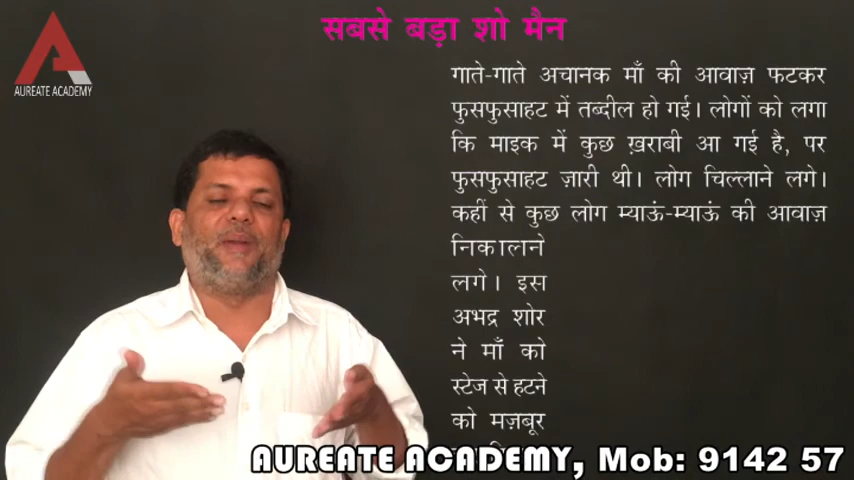 सबसे बड़ा शो मैन
AUREATE ACADEMY
गाते-गाते अचानक माँ की आवाज़ फटकर
फुसफुसाहट में तब्दील हो गई। लोगों को लगा
कि माइक में कुछ ख़राबी आ गई है, पर
फुसफुसाहट ज़ारी थी। लोग चिल्लाने लगे।
कहीं से कुछ लोग म्याऊं-म्याऊं की आवाज़
निकालने
लगे। इस
अभद्र शोर
ने माँ को
स्टेज से हटने
को मज़बूर
AUREATE ACADEMY, Mob: 9142 57